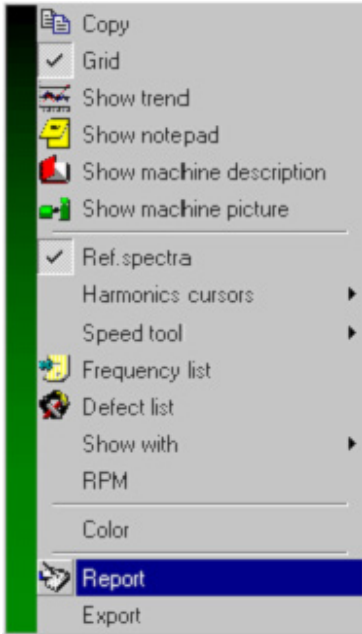 Copy
Grid
Show trend
Show notepad
Show machine description
Show machine picture
Ref.spectra
Harmonics cursors
Speed tool
Frequency list
Defect list
Show with
RPM
Color
Report
Export